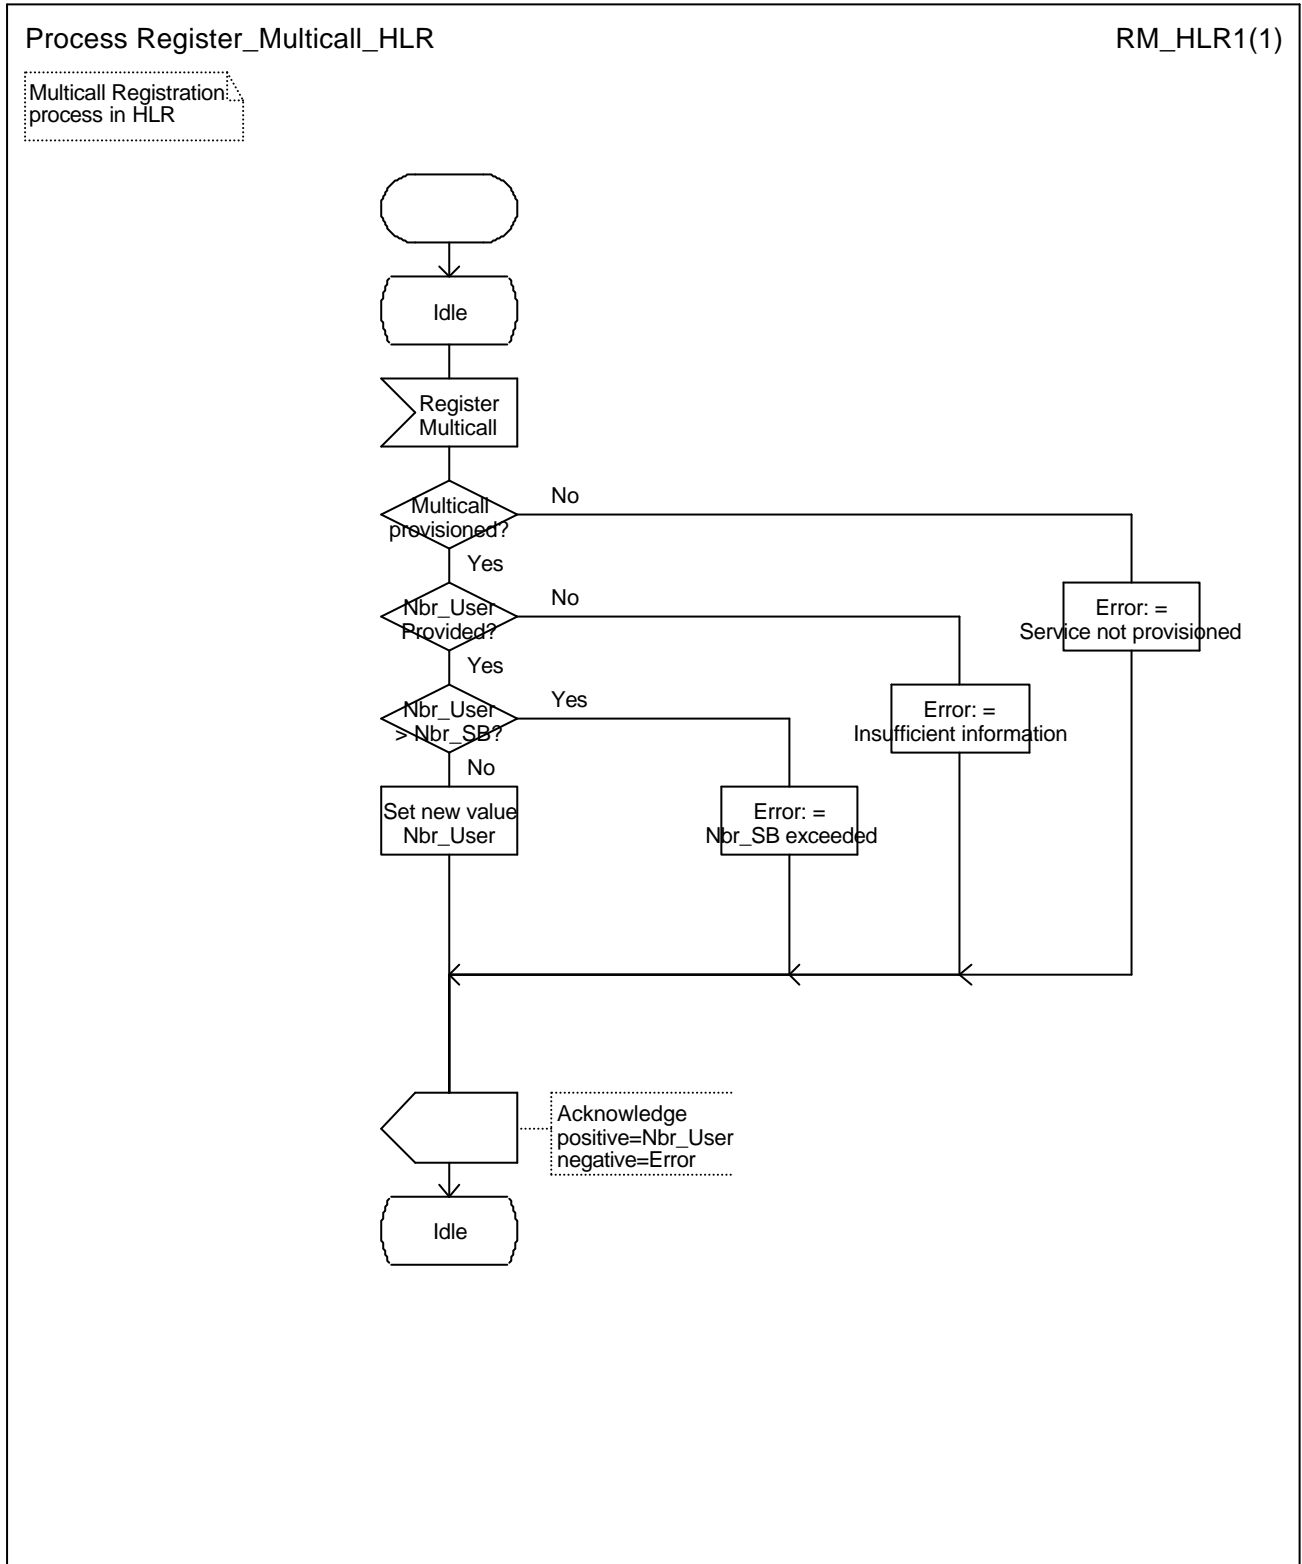 Process Register_Multicall_HLR
RM_HLR1(1)
Multicall Registration
process in HLR
Idle
Register
Multicall
Multicall
provisioned?
No
Yes
Nbr_User
Provided?
No
Error: =
Service not provisioned
Yes
Nbr_User
> Nbr_SB?
Yes
Error: =
Insufficient information
No
Set new value
Nbr_User
Error: =
Nbr_SB exceeded
Acknowledge
positive=Nbr_User
negative=Error
Idle